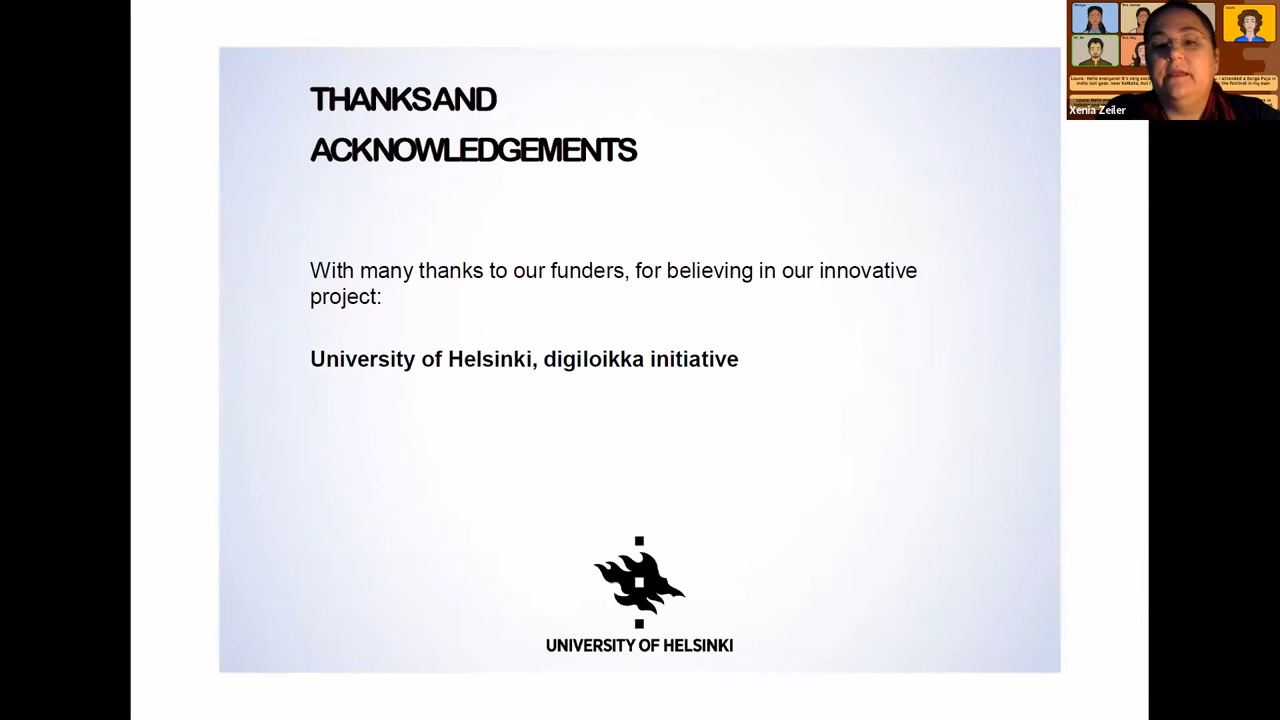 THANKS AND
ACKNOWLEDGEMENTS
With many thanks to our funders, for believing in our innovative
project:
University of Helsinki, digiloikka initiative
UNIVERSITY OF HELSINKI
Xenia Zeiler